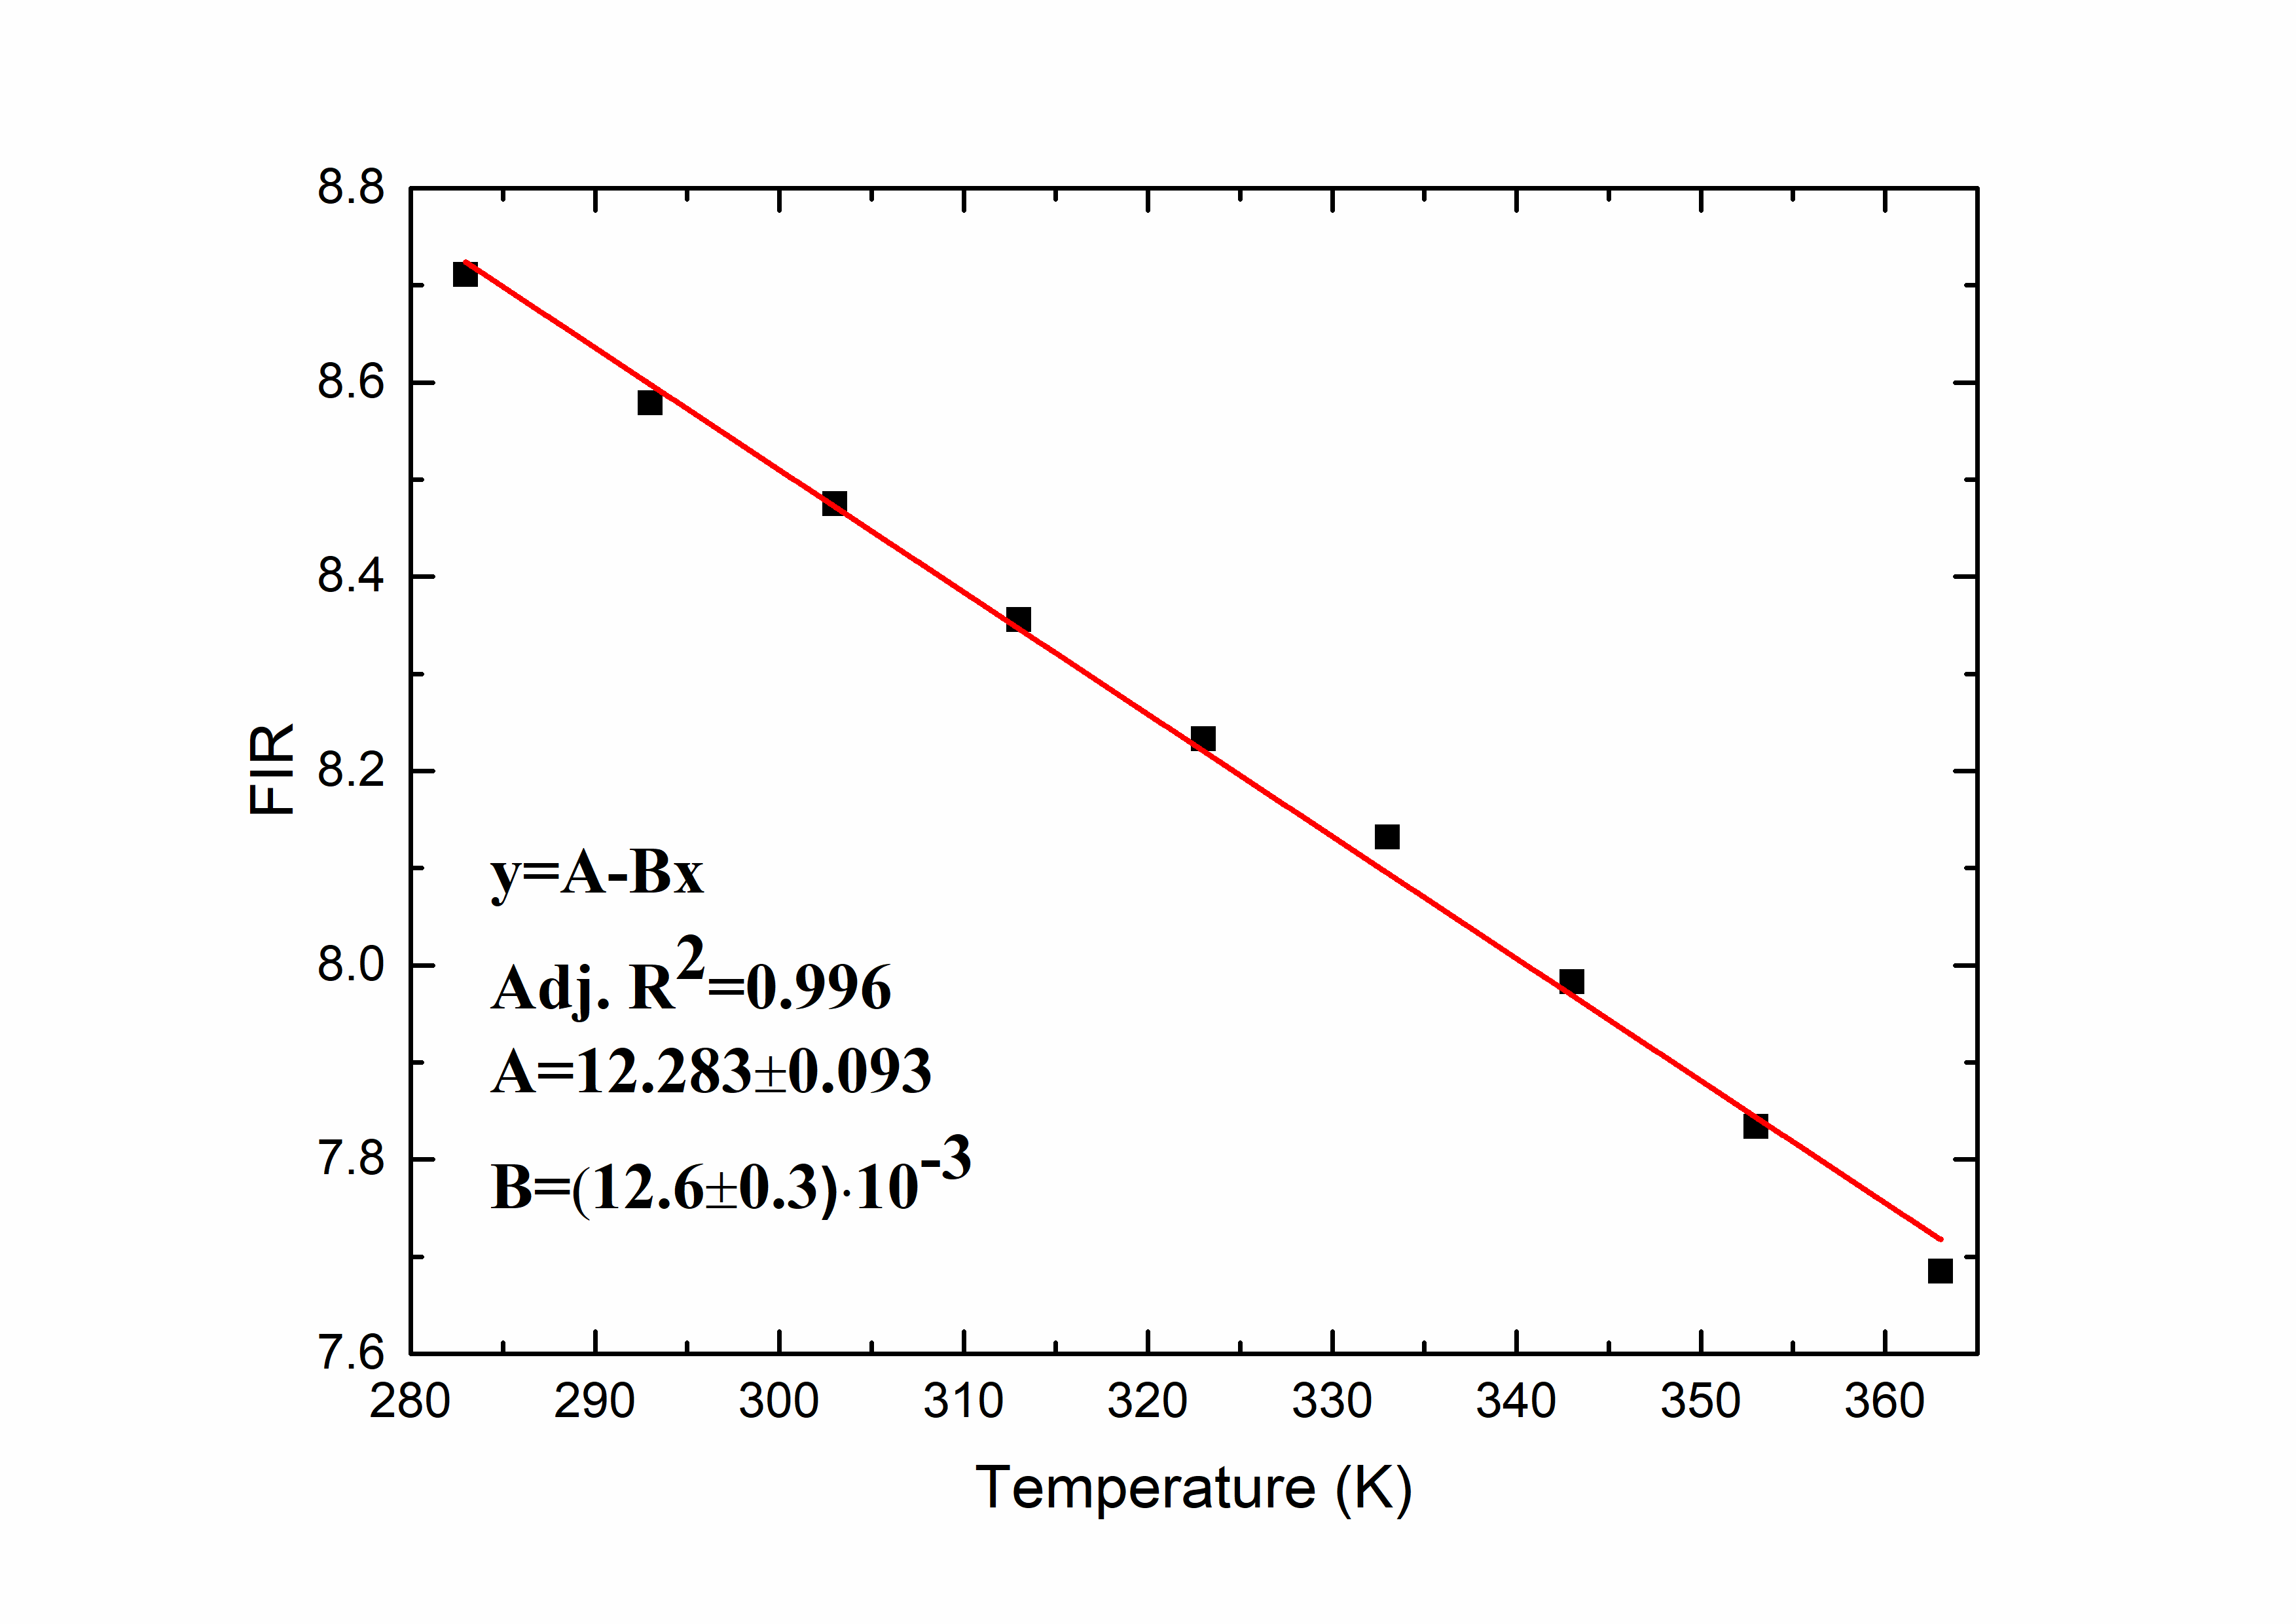 8.8
8.6
8.4
8.2
8.0
7.8
7.6
FIR
y=A-Bx
Adj. R²=0.996
A=12.283±0.093
B=(12.6±0.3)·10⁻³
280 290 300 310 320 330 340 350 360
Temperature (K)